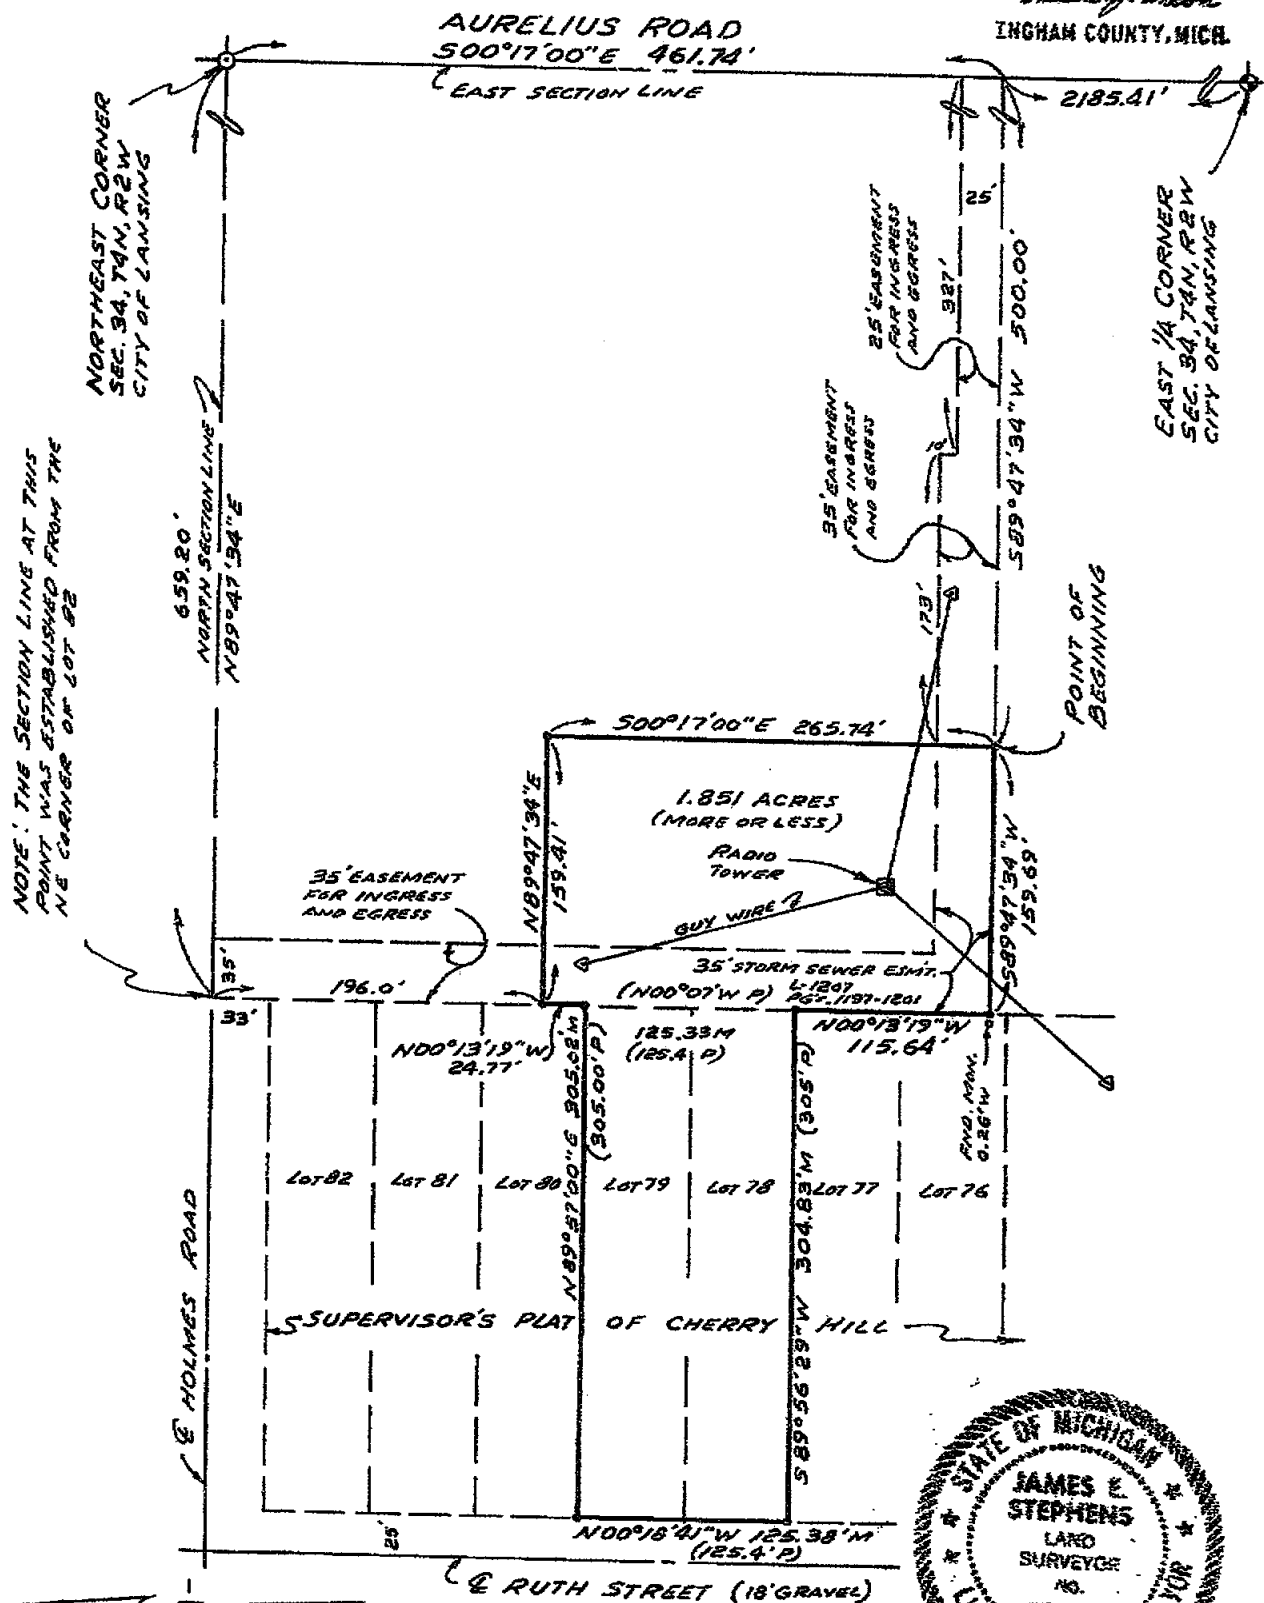 INGHAM COUNTY, MICH.
AURELIUS ROAD
S00°17'00"E 461.74'
EAST SECTION LINE
2185.41'
NORTHEAST CORNER
SEC. 34, T4N, R2W
CITY OF LANSING
EAST 1/4 CORNER
SEC. 34, T4N, R2W
CITY OF LANSING
25'
25' EASEMENT
FOR INGRESS
AND EGRESS
327'
S89°47'34"W 500.00'
35' EASEMENT
FOR INGRESS
AND EGRESS
10'
173'
NOTE: THE SECTION LINE AT THIS
POINT WAS ESTABLISHED FROM THE
NE CORNER OF LOT 82
659.20'
NORTH SECTION LINE
N89°47'34"E
POINT OF
BEGINNING
S00°17'00"E 265.74'
N89°47'34"E
159.41'
1.851 ACRES
(MORE OR LESS)
RADIO
TOWER
GUY WIRE
S89°47'34"W
159.69'
35' EASEMENT
FOR INGRESS
AND EGRESS
35'
33'
196.0'
35' STORM SEWER ESM'T.
L-1207
PGS. 1197-1201
(N00°07'W P)
N00°13'19"W)
24.77'
125.33'M
(125.4' P)
N00°13'19"W
115.64'
FND. MON.
0.26'W
N89°57'00"E 305.02'M
(305.00' P)
S89°56'29"W 304.83'M (305' P)
LOT 82
LOT 81
LOT 80
LOT 79
LOT 78
LOT 77
LOT 76
SUPERVISOR'S PLAT OF CHERRY HILL
℄ HOLMES ROAD
25'
N00°18'41"W 125.38'M
(125.4' P)
℄ RUTH STREET (18' GRAVEL)
STATE OF MICHIGAN
JAMES E.
STEPHENS
LAND
SURVEYOR
NO.